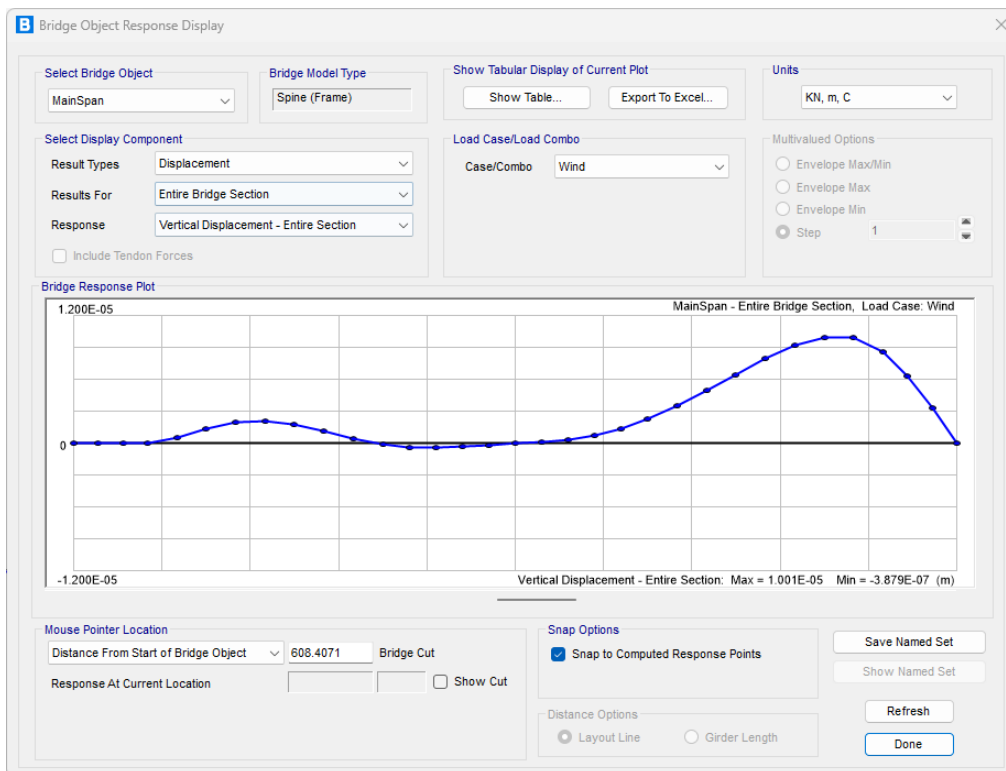 B Bridge Object Response Display
Select Bridge Object
MainSpan
Bridge Model Type
Spine (Frame)
Show Tabular Display of Current Plot
Show Table... Export To Excel...
Units
KN, m, C
Select Display Component
Result Types Displacement
Results For Entire Bridge Section
Response Vertical Displacement - Entire Section
Include Tendon Forces
Load Case/Load Combo
Case/Combo Wind
Multivalued Options
Envelope Max/Min
Envelope Max
Envelope Min
Step 1
Bridge Response Plot
1.200E-05 MainSpan - Entire Bridge Section, Load Case: Wind
0
-1.200E-05 Vertical Displacement - Entire Section: Max = 1.001E-05 Min = -3.879E-07 (m)
Mouse Pointer Location
Distance From Start of Bridge Object 608.4071 Bridge Cut
Response At Current Location Show Cut
Snap Options
Snap to Computed Response Points
Distance Options
Layout Line Girder Length
Save Named Set
Show Named Set
Refresh
Done